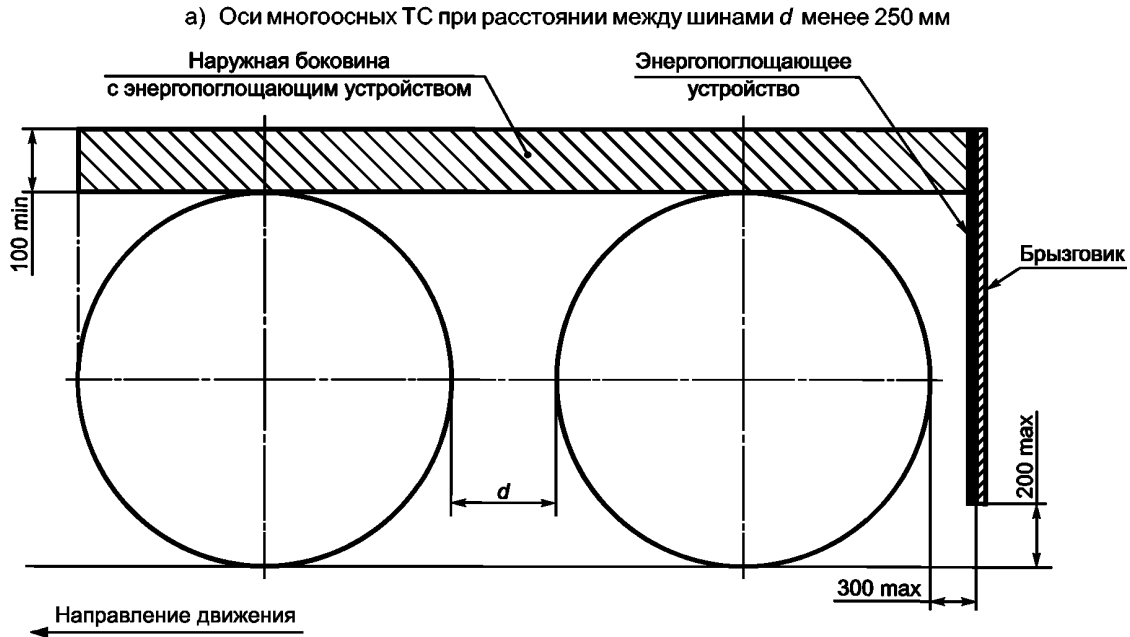 а) Оси многоосных ТС при расстоянии между шинами d менее 250 мм
Наружная боковина
с энергопоглощающим устройством
Энергопоглощающее
устройство
100 min
Брызговик
d
200 max
300 max
Направление движения